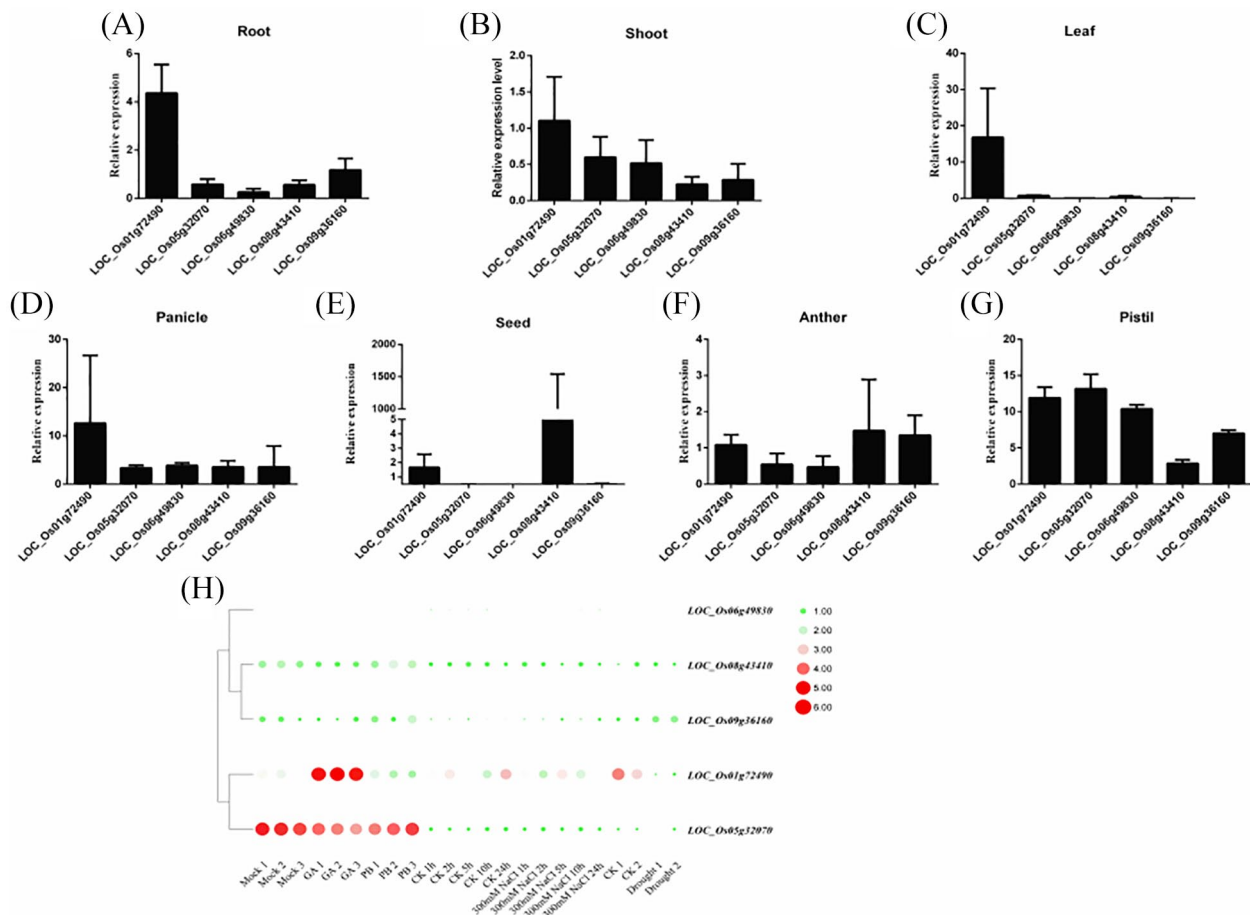 (A)
Root
Relative expression
6
4
2
0
LOC_Os01g72490
LOC_Os05g32070
LOC_Os06g49830
LOC_Os08g43410
LOC_Os09g36160
(B)
Shoot
Relative expression level
2.0
1.5
1.0
0.5
0.0
LOC_Os01g72490
LOC_Os05g32070
LOC_Os06g49830
LOC_Os08g43410
LOC_Os09g36160
(C)
Leaf
Relative expression
40
30
20
10
0
LOC_Os01g72490
LOC_Os05g32070
LOC_Os06g49830
LOC_Os08g43410
LOC_Os09g36160
(D)
Panicle
Relative expression
30
20
10
0
LOC_Os01g72490
LOC_Os05g32070
LOC_Os06g49830
LOC_Os08g43410
LOC_Os09g36160
(E)
Seed
Relative expression
2000
1500
1000
5
4
3
2
1
LOC_Os01g72490
LOC_Os05g32070
LOC_Os06g49830
LOC_Os08g43410
LOC_Os09g36160
(F)
Anther
Relative expression
4
3
2
1
0
LOC_Os01g72490
LOC_Os05g32070
LOC_Os06g49830
LOC_Os08g43410
LOC_Os09g36160
(G)
Pistil
Relative expression
20
15
10
5
0
LOC_Os01g72490
LOC_Os05g32070
LOC_Os06g49830
LOC_Os08g43410
LOC_Os09g36160
(H)
LOC_Os06g49830
LOC_Os08g43410
LOC_Os09g36160
LOC_Os01g72490
LOC_Os05g32070
1.00
2.00
3.00
4.00
5.00
6.00
Mock 1
Mock 2
Mock 3
GA 1
GA 2
GA 3
PB 1
PB 2
PB 3
CK 1h
CK 2h
CK 5h
CK 10h
CK 24h
300mM NaCl 1h
300mM NaCl 2h
300mM NaCl 5h
300mM NaCl 10h
300mM NaCl 24h
CK 1
CK 2
Drought 1
Drought 2